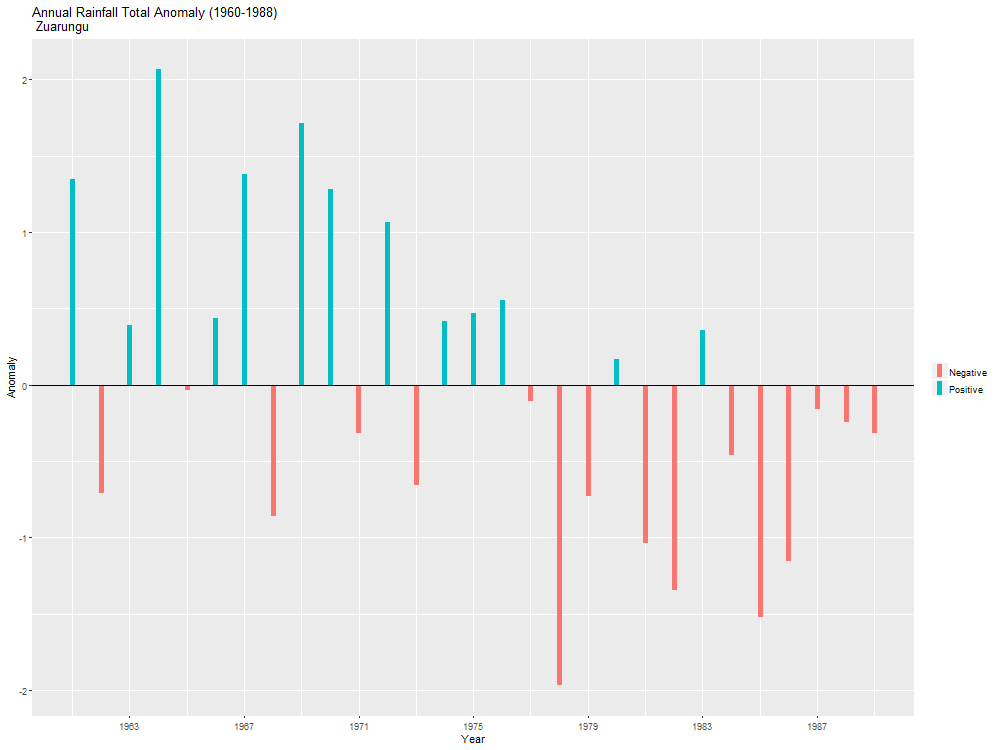 Annual Rainfall Total Anomaly (1960-1988)
Zuarungu
2
1
0
-1
-2
Anomaly
1963 1967 1971 1975 1979 1983 1987
Year
Negative
Positive